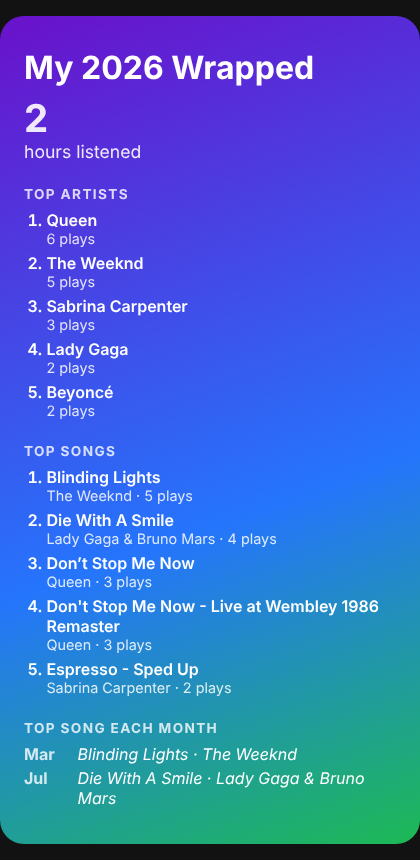 My 2026 Wrapped
2
hours listened
TOP ARTISTS
1. Queen
6 plays
2. The Weeknd
5 plays
3. Sabrina Carpenter
3 plays
4. Lady Gaga
2 plays
5. Beyoncé
2 plays
TOP SONGS
1. Blinding Lights
The Weeknd · 5 plays
2. Die With A Smile
Lady Gaga & Bruno Mars · 4 plays
3. Don’t Stop Me Now
Queen · 3 plays
4. Don't Stop Me Now - Live at Wembley 1986
Remaster
Queen · 3 plays
5. Espresso - Sped Up
Sabrina Carpenter · 2 plays
TOP SONG EACH MONTH
Mar Blinding Lights · The Weeknd
Jul Die With A Smile · Lady Gaga & Bruno
Mars